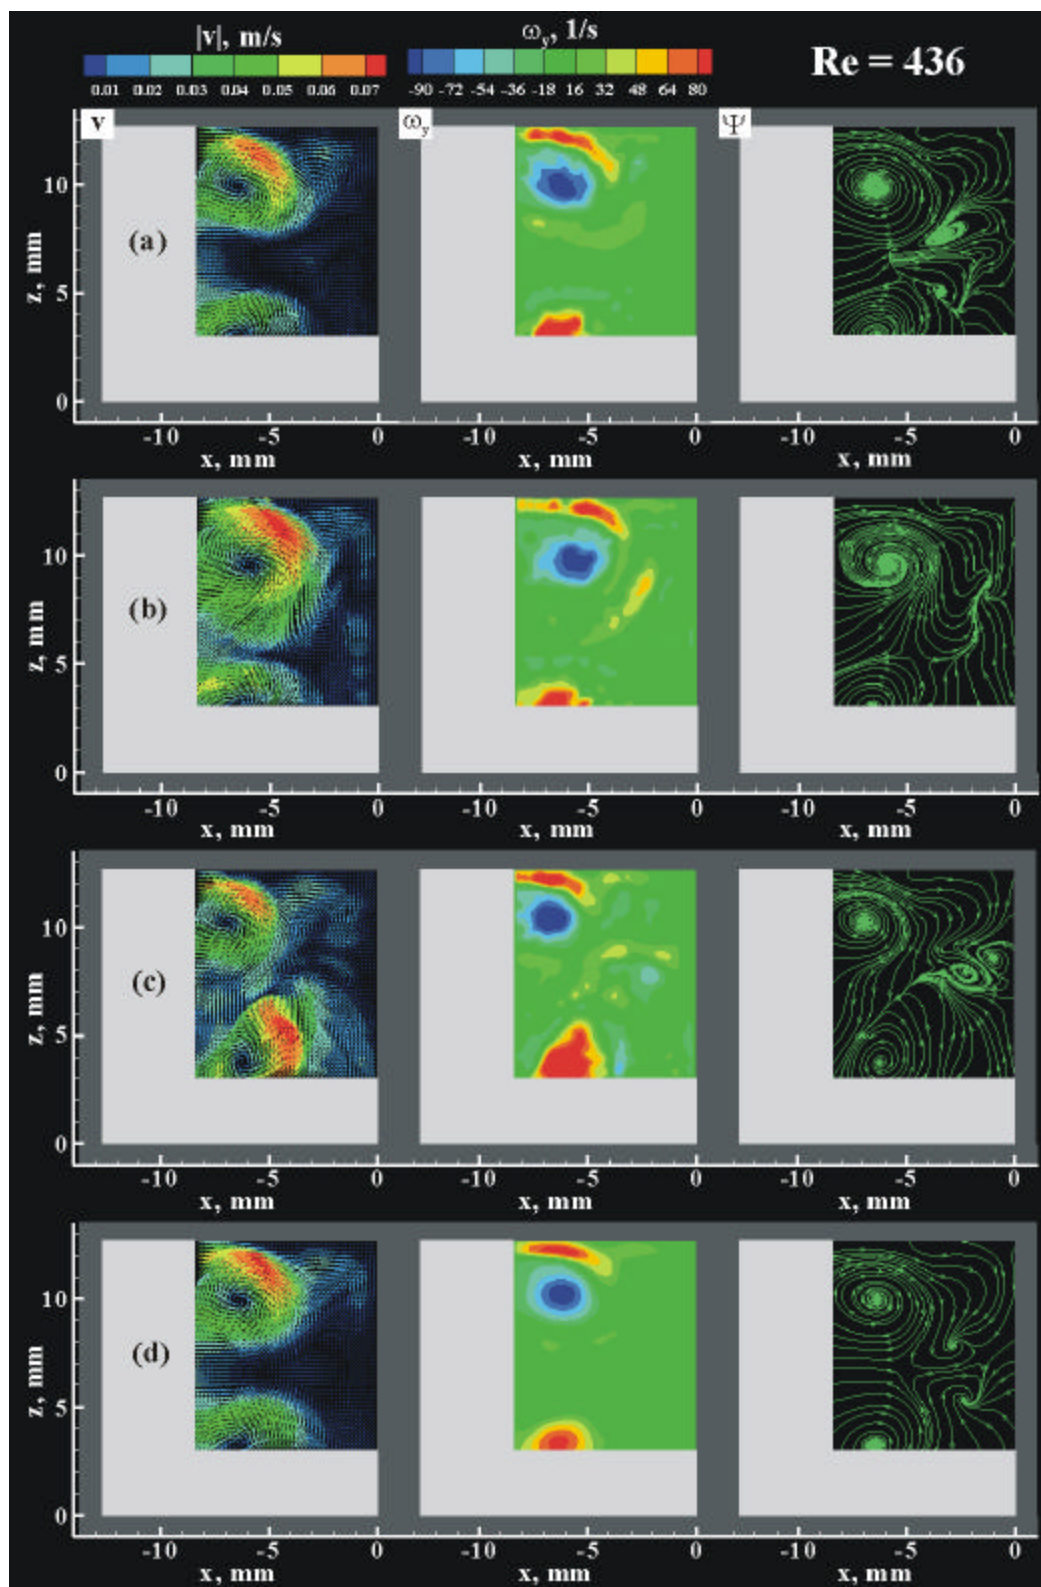 |v|, m/s
ω_y, 1/s
Re = 436
0.01 0.02 0.03 0.04 0.05 0.06 0.07
-90 -72 -54 -36 -18 16 32 48 64 80
v
ω_y
Ψ
(a)
z, mm
10
5
0
-10 -5 0
-10 -5 0
-10 -5 0
x, mm
x, mm
x, mm
(b)
z, mm
10
5
0
-10 -5 0
-10 -5 0
-10 -5 0
x, mm
x, mm
x, mm
(c)
z, mm
10
5
0
-10 -5 0
-10 -5 0
-10 -5 0
x, mm
x, mm
x, mm
(d)
z, mm
10
5
0
-10 -5 0
-10 -5 0
-10 -5 0
x, mm
x, mm
x, mm